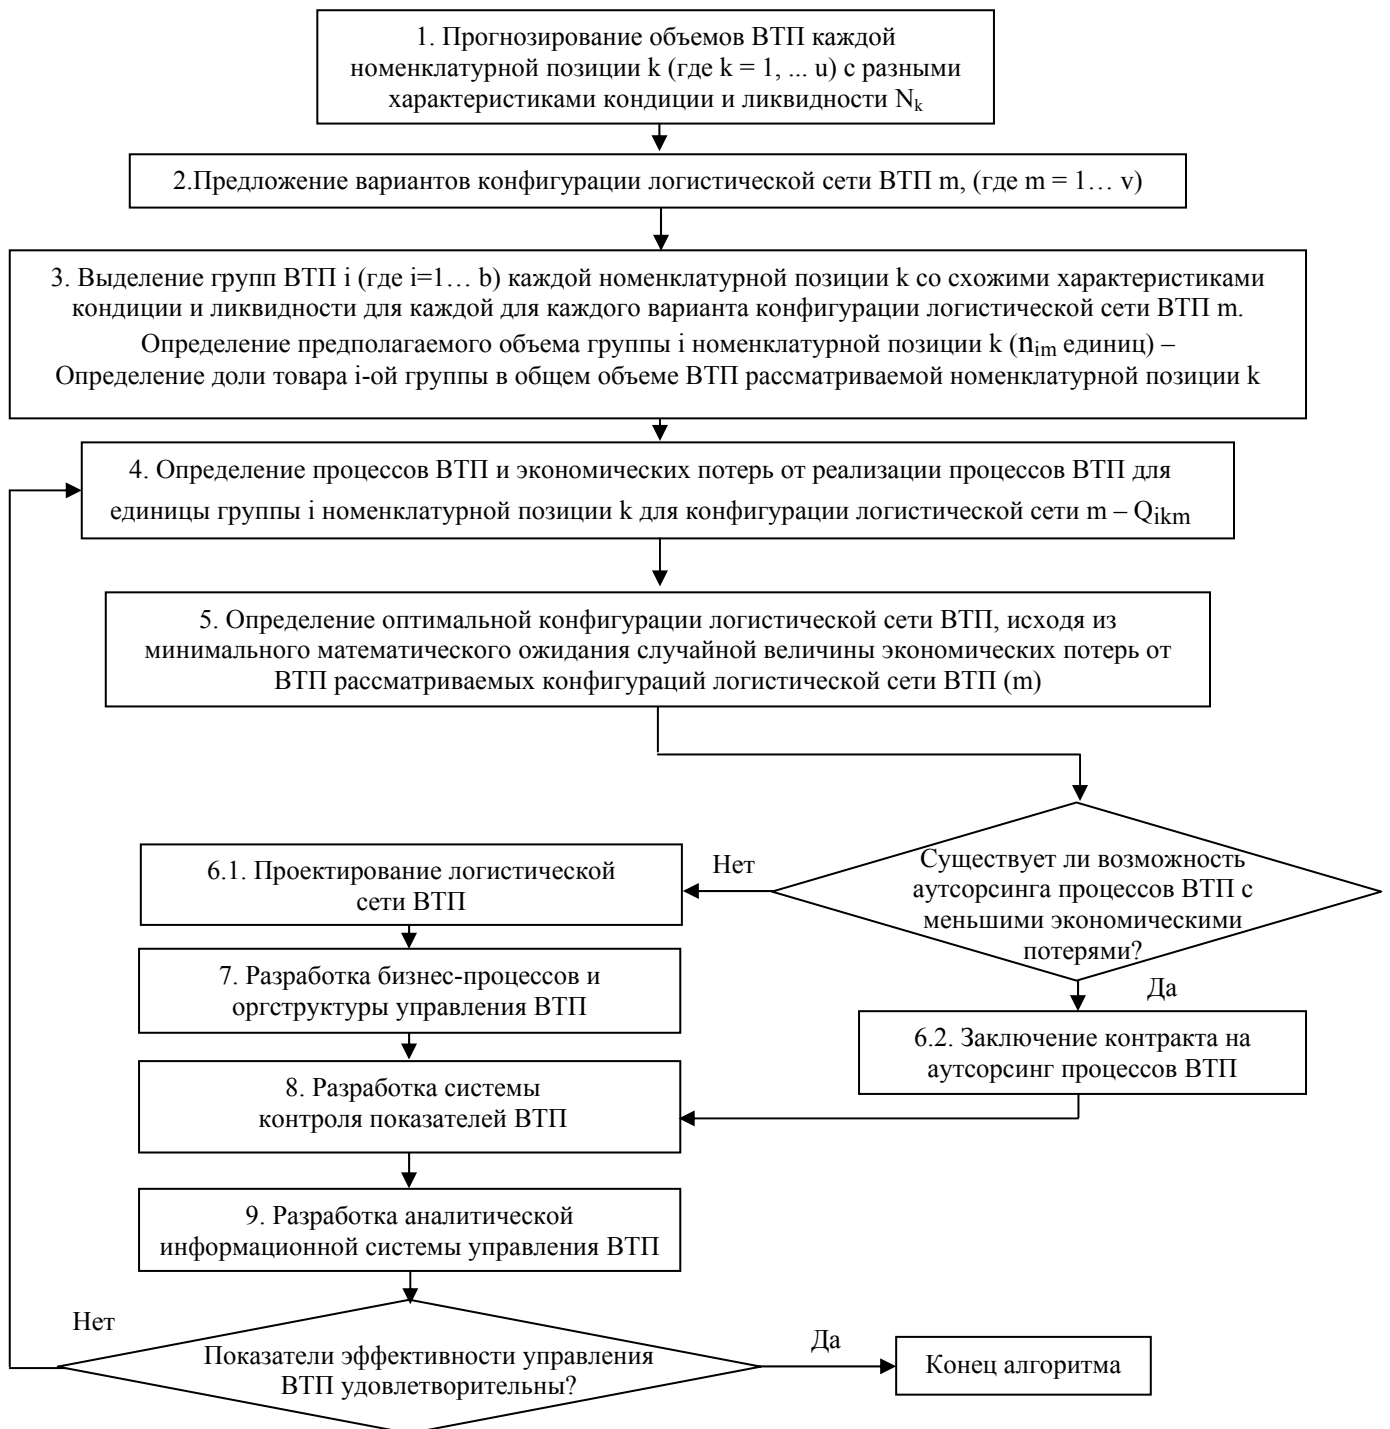 1. Прогнозирование объемов ВТП каждой
номенклатурной позиции k (где k = 1, ... u) с разными
характеристиками кондиции и ликвидности Nk
2.Предложение вариантов конфигурации логистической сети ВТП m, (где m = 1… v)
3. Выделение групп ВТП i (где i=1… b) каждой номенклатурной позиции k со схожими характеристиками
кондиции и ликвидности для каждой для каждого варианта конфигурации логистической сети ВТП m.
Определение предполагаемого объема группы i номенклатурной позиции k (nim единиц) –
Определение доли товара i-ой группы в общем объеме ВТП рассматриваемой номенклатурной позиции k
4. Определение процессов ВТП и экономических потерь от реализации процессов ВТП для
единицы группы i номенклатурной позиции k для конфигурации логистической сети m – Qikm
5. Определение оптимальной конфигурации логистической сети ВТП, исходя из
минимального математического ожидания случайной величины экономических потерь от
ВТП рассматриваемых конфигураций логистической сети ВТП (m)
Существует ли возможность
аутсорсинга процессов ВТП с
меньшими экономическими
потерями?
Нет
6.1. Проектирование логистической
сети ВТП
7. Разработка бизнес-процессов и
оргструктуры управления ВТП
Да
6.2. Заключение контракта на
аутсорсинг процессов ВТП
8. Разработка системы
контроля показателей ВТП
9. Разработка аналитической
информационной системы управления ВТП
Нет
Показатели эффективности управления
ВТП удовлетворительны?
Да
Конец алгоритма